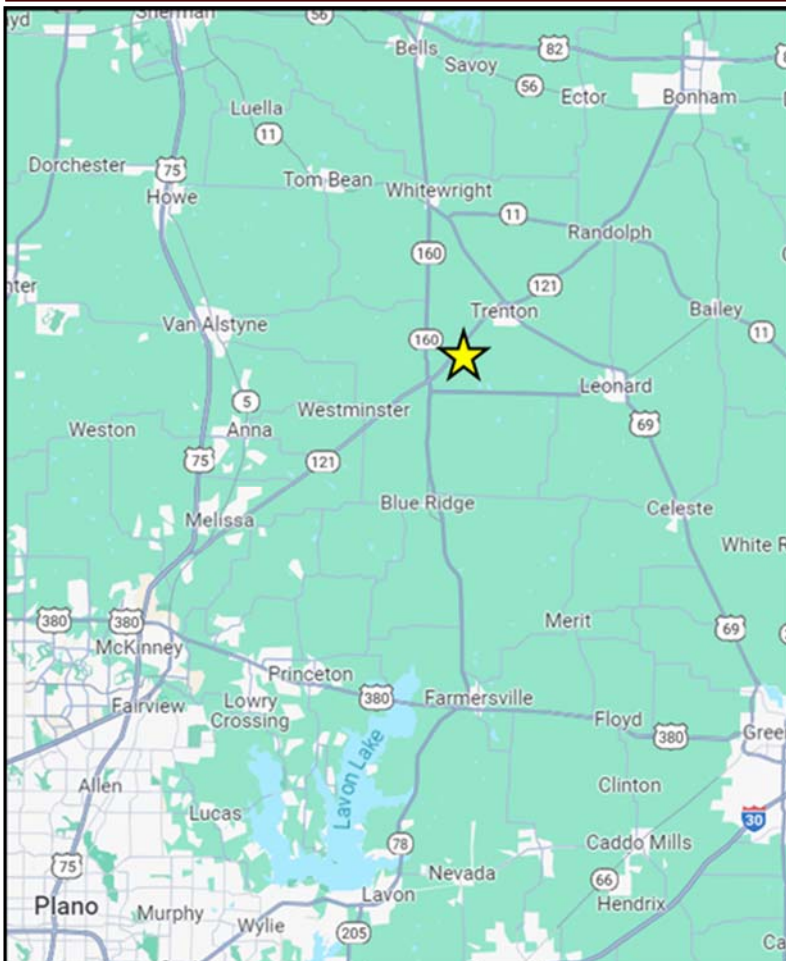 yd
Sherman
56
Bells
82
Savoy
56
Ector
Bonham
Luella
11
Dorchester
75
Howe
Tom Bean
Whitewright
11
Randolph
160
nter
121
Trenton
Bailey
Van Alstyne
160
11
Leonard
5
Westminster
Weston
Anna
69
75
121
Blue Ridge
Celeste
Melissa
White R
380
380
McKinney
Merit
69
Princeton
380
Farmersville
Fairview
Lowry
Crossing
Floyd
380
Gree
Lavon Lake
Allen
Clinton
Lucas
30
78
Caddo Mills
75
Nevada
66
Plano
Murphy
Lavon
Hendrix
Wylie
205
Ca